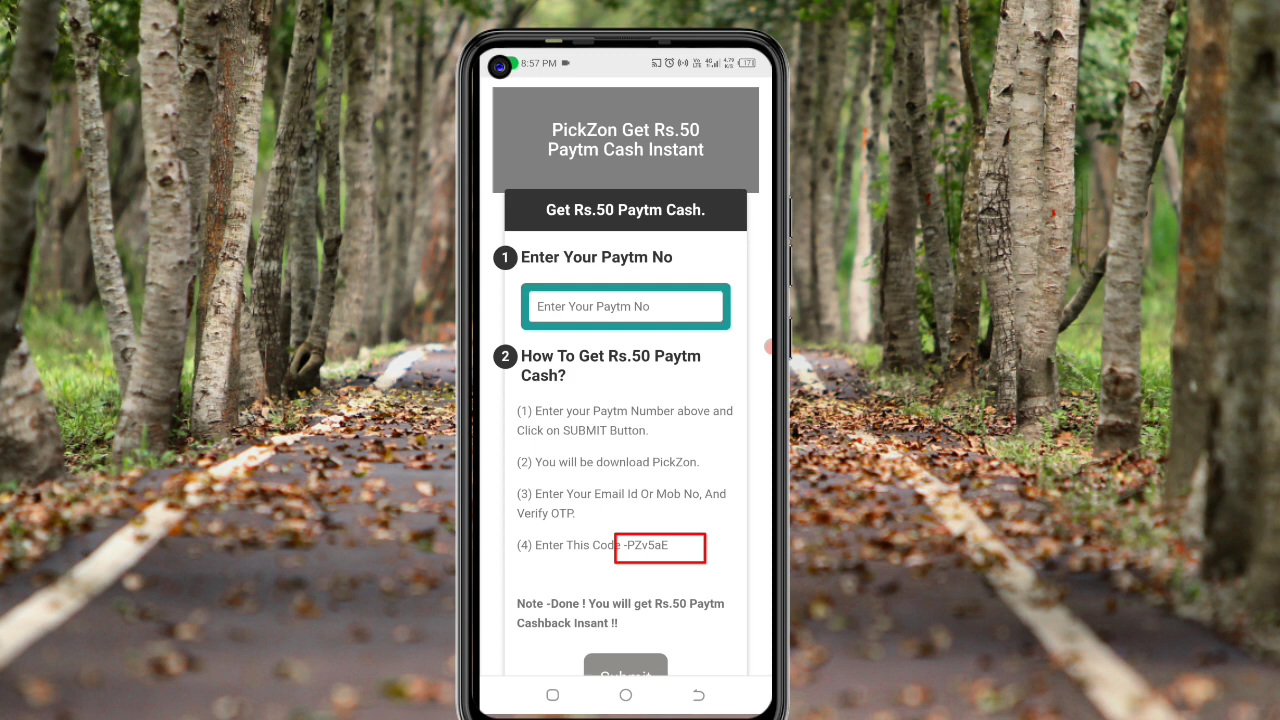 8:57 PM
PickZon Get Rs.50
Paytm Cash Instant
Get Rs.50 Paytm Cash.
1 Enter Your Paytm No
Enter Your Paytm No
2 How To Get Rs.50 Paytm
Cash?
(1) Enter your Paytm Number above and
Click on SUBMIT Button.
(2) You will be download PickZon.
(3) Enter Your Email Id Or Mob No, And
Verify OTP.
(4) Enter This Code -PZv5aE
Note -Done ! You will get Rs.50 Paytm
Cashback Insant !!
Submit